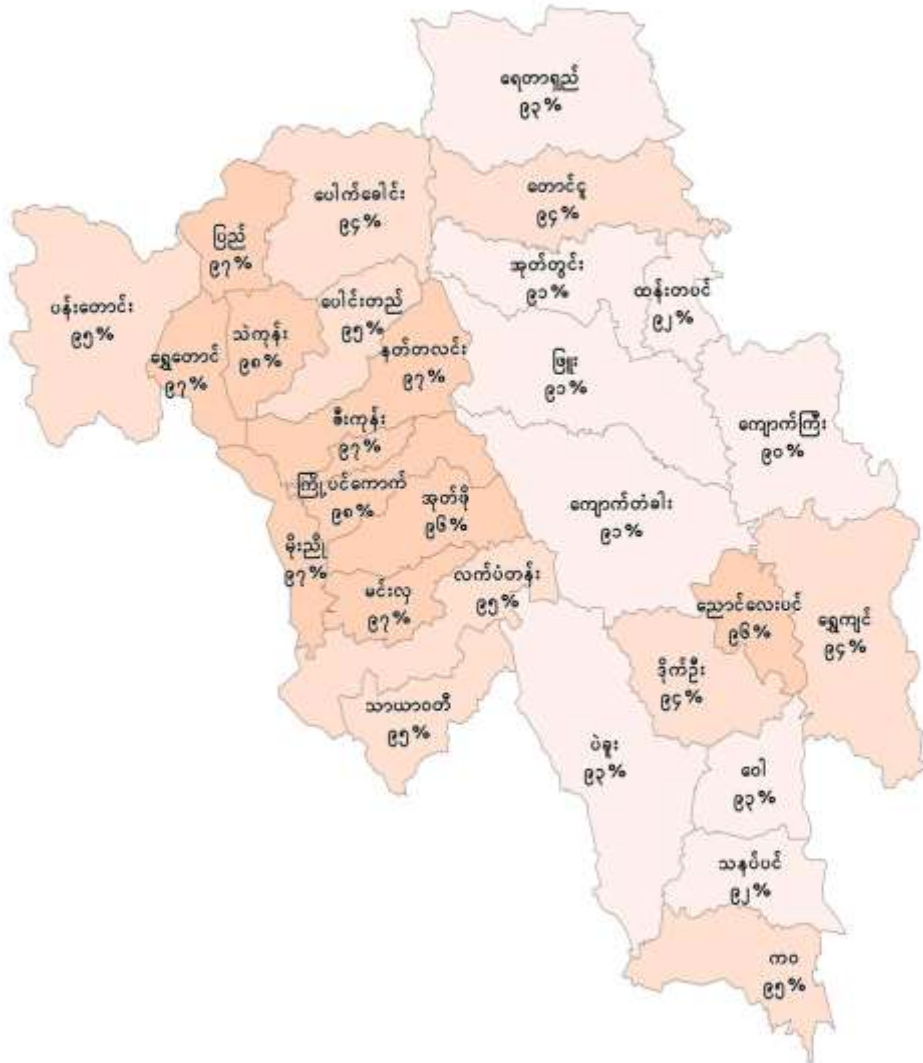 ရေတာရှည်
၉၃%
တောင်ငူ
၉၄%
ပေါက်ခေါင်း
၉၄%
ပြည်
၉၇%
အုတ်တွင်း
၉၁%
ထန်းတပင်
၉၂%
ပန်းတောင်း
၉၅%
ပေါင်းတည်
၉၅%
သဲကုန်း
၉၈%
ရွှေတောင်
၉၇%
နတ်တလင်း
၉၇%
ဖြူး
၉၁%
ကျောက်ကြီး
၉၀%
ဇီးကုန်း
၉၇%
ကြို့ပင်ကောက်
၉၈%
အုတ်ဖို
၉၆%
ကျောက်တံခါး
၉၁%
မိုးညို
၉၇%
မင်းလှ
၉၇%
လက်ပံတန်း
၉၅%
ညောင်လေးပင်
၉၆%
ရွှေကျင်
၉၄%
ဒိုက်ဦး
၉၄%
သာယာဝတီ
၉၅%
ပဲခူး
၉၃%
ဝေါ
၉၃%
သနပ်ပင်
၉၂%
ကဝ
၉၅%